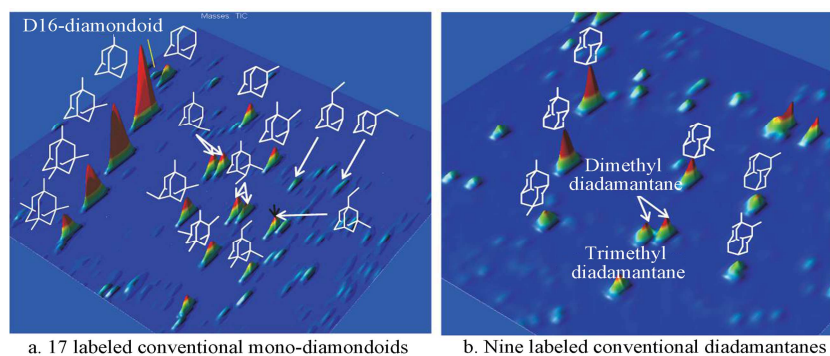 Masses TIC
D16-diamondoid
Dimethyl
diadamantane
Trimethyl
diadamantane
a. 17 labeled conventional mono-diamondoids
b. Nine labeled conventional diadamantanes